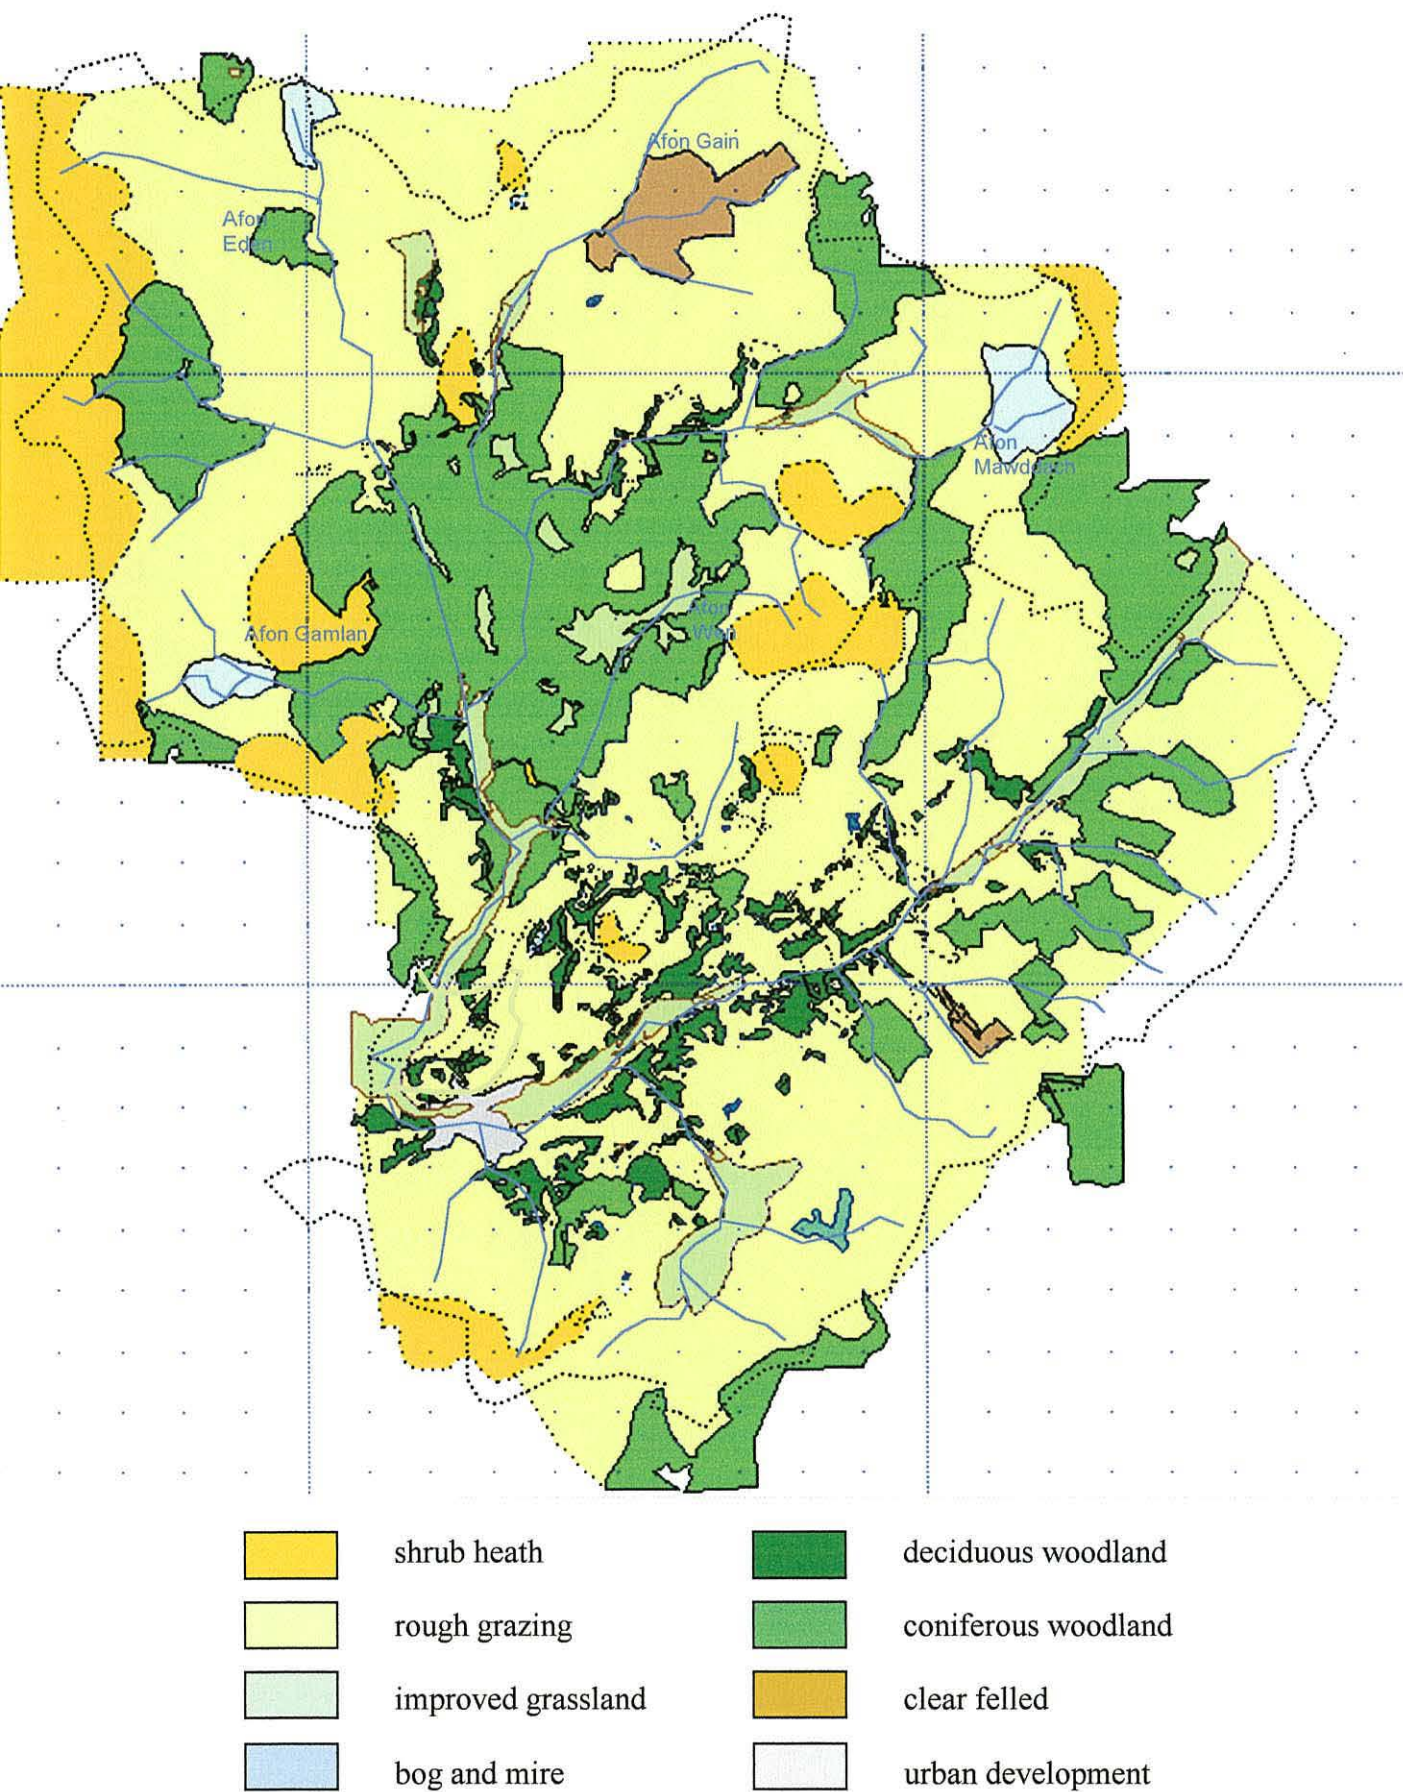 Afon Gain
Afon
Eden
Afon
Mawddach
Afon
Wen
Afon Gamlan
shrub heath
deciduous woodland
rough grazing
coniferous woodland
improved grassland
clear felled
bog and mire
urban development